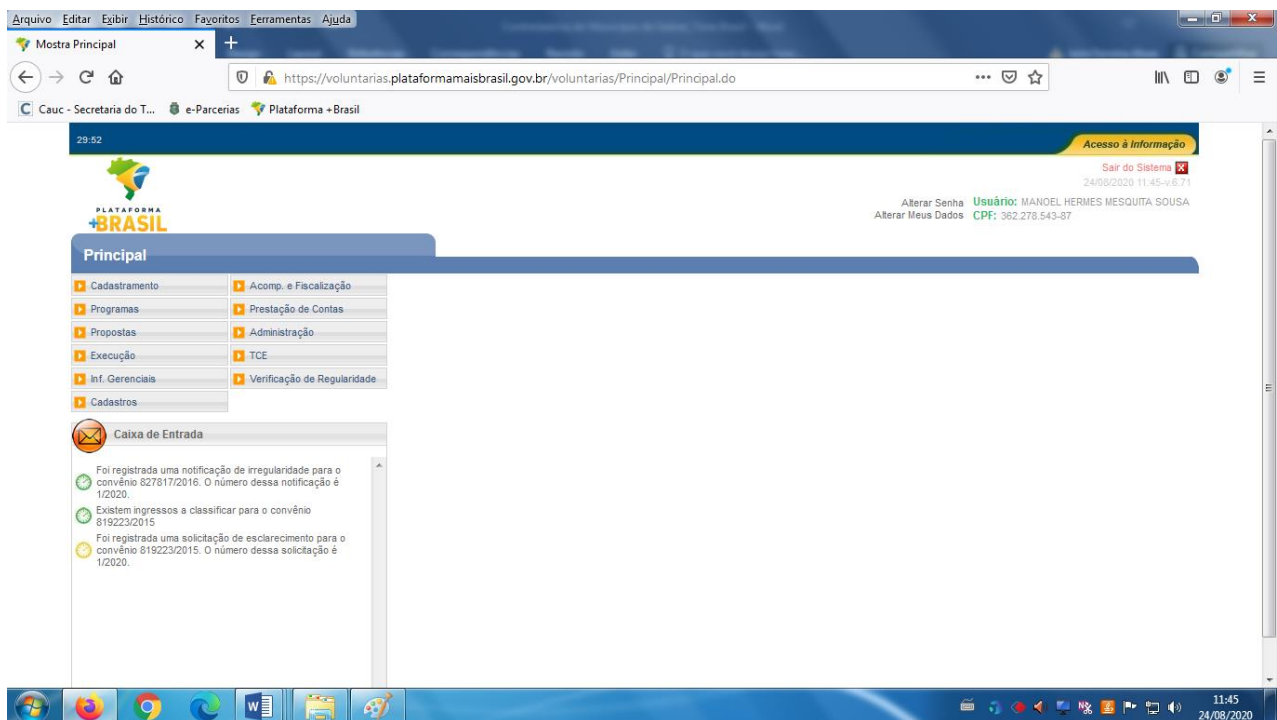 Arquivo Editar Exibir Histórico Favoritos Ferramentas Ajuda
Mostra Principal
https://voluntarias.plataformamaisbrasil.gov.br/voluntarias/Principal/Principal.do
Cauc - Secretaria do T... e-Parcerias Plataforma +Brasil
29:52
Acesso à Informação
Sair do Sistema
24/08/2020 11:45-v.6.71
Alterar Senha Usuário: MANOEL HERMES MESQUITA SOUSA
Alterar Meus Dados CPF: 362.278.543-87
PLATAFORMA
+BRASIL
Principal
Cadastramento Acomp. e Fiscalização
Programas Prestação de Contas
Propostas Administração
Execução TCE
Inf. Gerenciais Verificação de Regularidade
Cadastros
Caixa de Entrada
Foi registrada uma notificação de irregularidade para o
convênio 827817/2016. O número dessa notificação é
1/2020.
Existem ingressos a classificar para o convênio
819223/2015
Foi registrada uma solicitação de esclarecimento para o
convênio 819223/2015. O número dessa solicitação é
1/2020.
11:45
24/08/2020